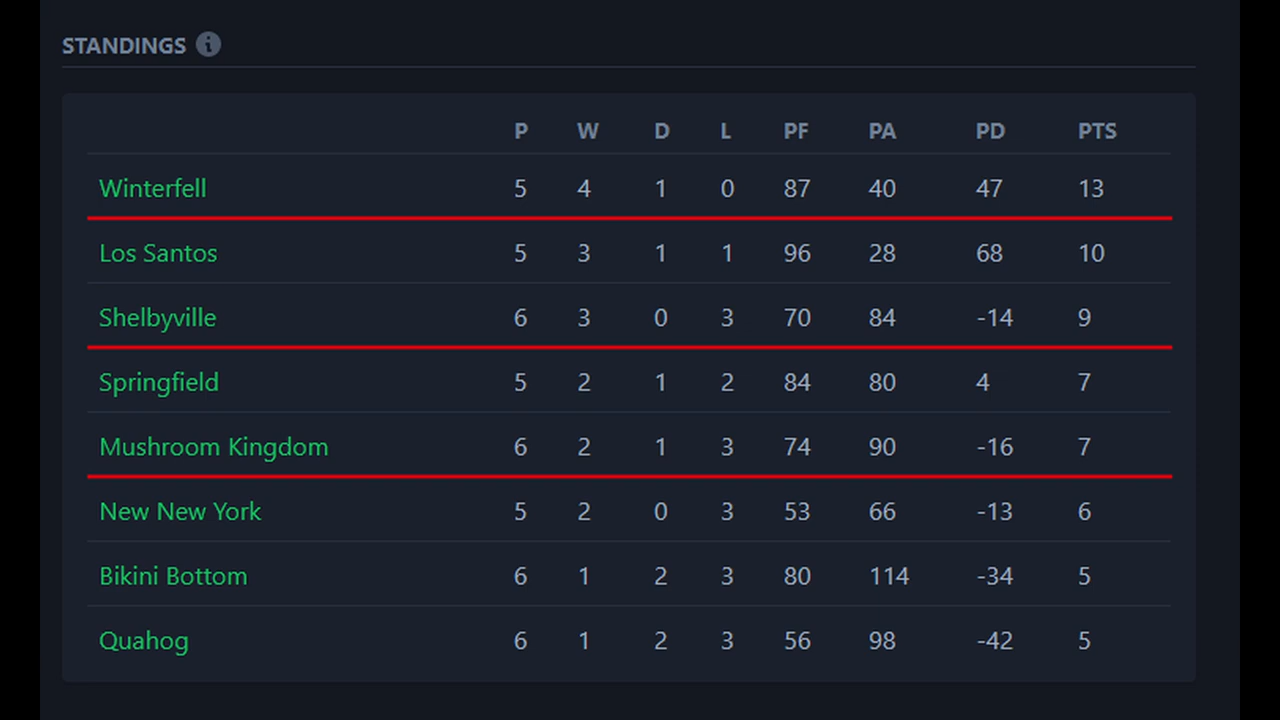 STANDINGS
P W D L PF PA PD PTS
Winterfell 5 4 1 0 87 40 47 13
Los Santos 5 3 1 1 96 28 68 10
Shelbyville 6 3 0 3 70 84 -14 9
Springfield 5 2 1 2 84 80 4 7
Mushroom Kingdom 6 2 1 3 74 90 -16 7
New New York 5 2 0 3 53 66 -13 6
Bikini Bottom 6 1 2 3 80 114 -34 5
Quahog 6 1 2 3 56 98 -42 5